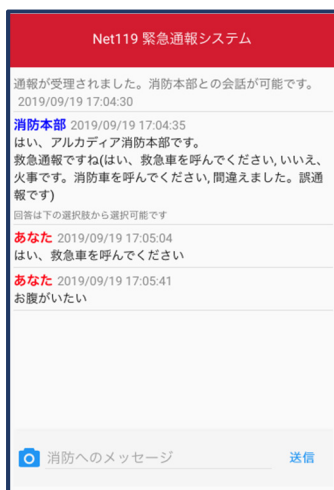 Net119 緊急通報システム
通報が受理されました。消防本部との会話が可能です。
2019/09/19 17:04:30
消防本部 2019/09/19 17:04:35
はい、アルカディア消防本部です。
救急通報ですね(はい、救急車を呼んでください, いいえ、
火事です。消防車を呼んでください, 間違えました。誤通
報です)
回答は下の選択肢から選択可能です
あなた 2019/09/19 17:05:04
はい、救急車を呼んでください
あなた 2019/09/19 17:05:41
お腹がいたい
消防へのメッセージ 送信